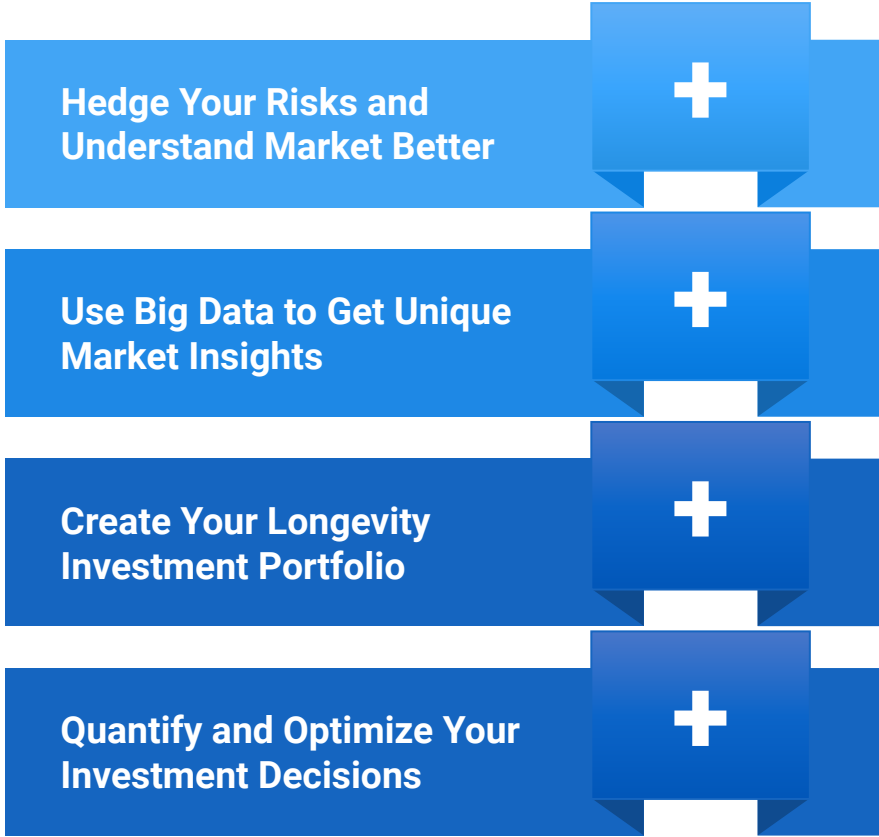 Hedge Your Risks and
Understand Market Better
Use Big Data to Get Unique
Market Insights
Create Your Longevity
Investment Portfolio
Quantify and Optimize Your
Investment Decisions